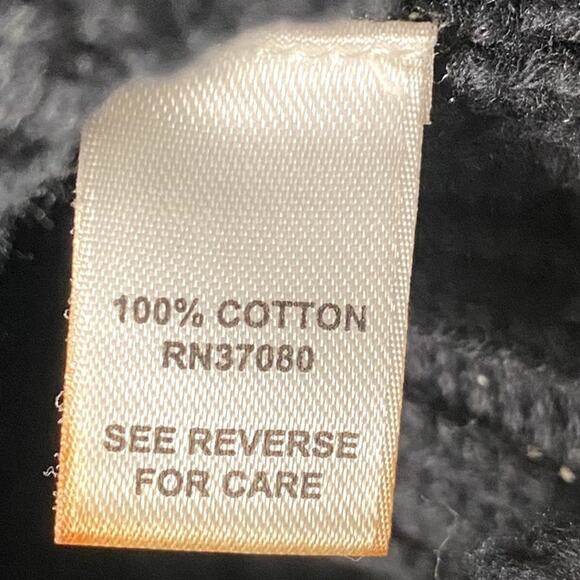 100% COTTON
RN37080
SEE REVERSE
FOR CARE